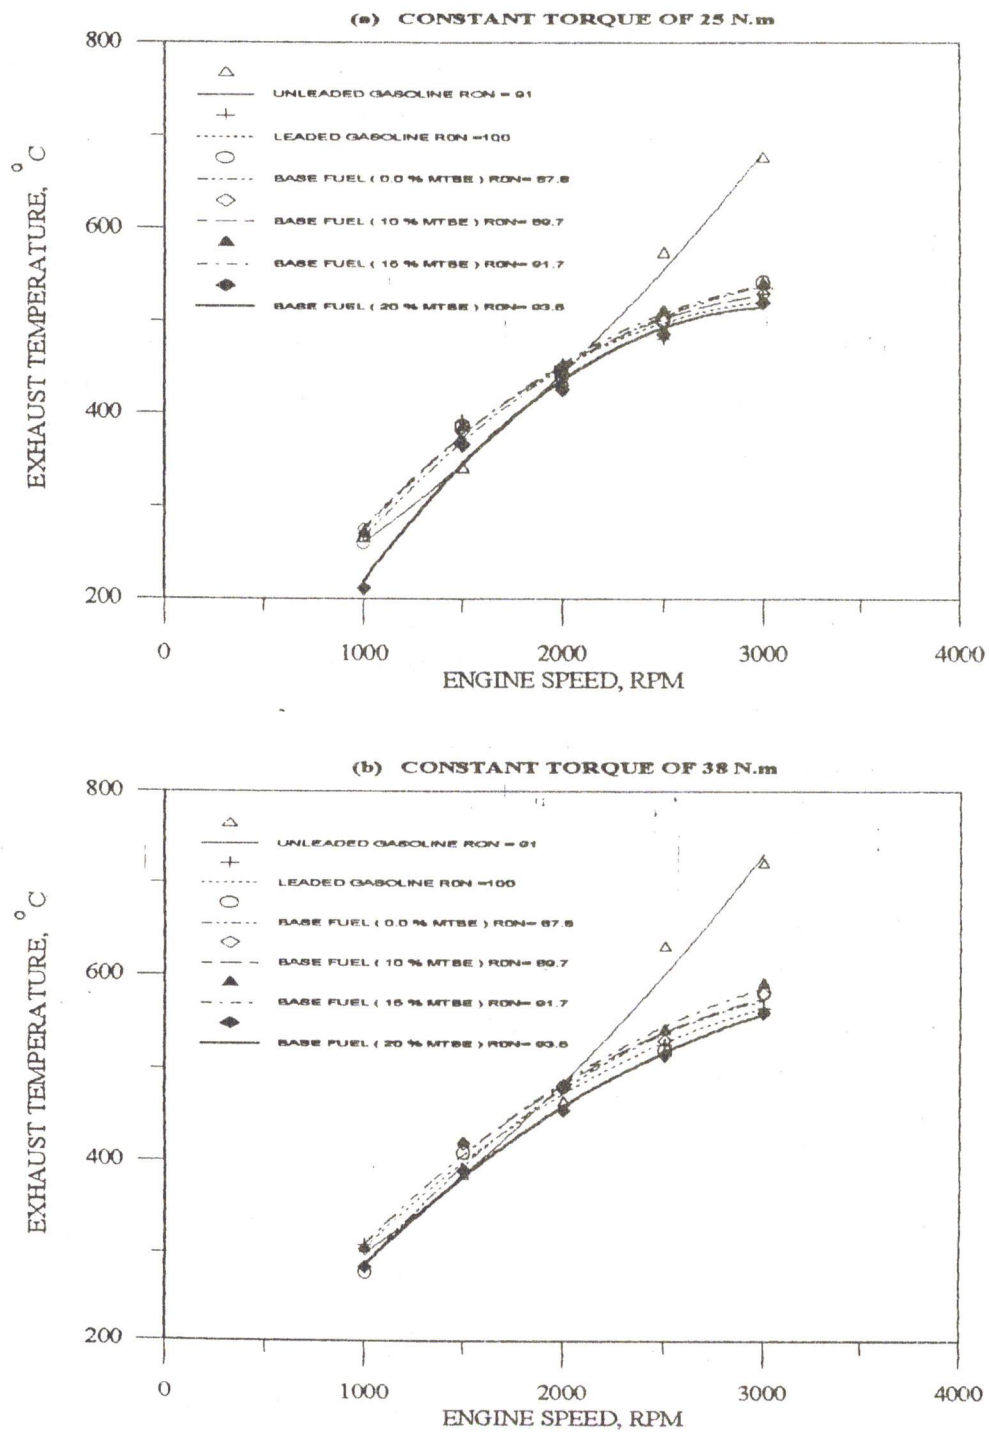 (a) CONSTANT TORQUE OF 25 N.m
800
UNLEADED GASOLINE RON = 91
LEADED GASOLINE RON =100
BASE FUEL ( 0.0 % MTBE ) RON= 87.8
BASE FUEL ( 10 % MTBE ) RON= 89.7
BASE FUEL ( 15 % MTBE ) RON= 91.7
BASE FUEL ( 20 % MTBE ) RON= 93.6
600
400
200
EXHAUST TEMPERATURE, °C
0 1000 2000 3000 4000
ENGINE SPEED, RPM
(b) CONSTANT TORQUE OF 38 N.m
800
UNLEADED GASOLINE RON = 91
LEADED GASOLINE RON =100
BASE FUEL ( 0.0 % MTBE ) RON= 87.8
BASE FUEL ( 10 % MTBE ) RON= 89.7
BASE FUEL ( 15 % MTBE ) RON= 91.7
BASE FUEL ( 20 % MTBE ) RON= 93.6
600
400
200
EXHAUST TEMPERATURE, °C
0 1000 2000 3000 4000
ENGINE SPEED, RPM